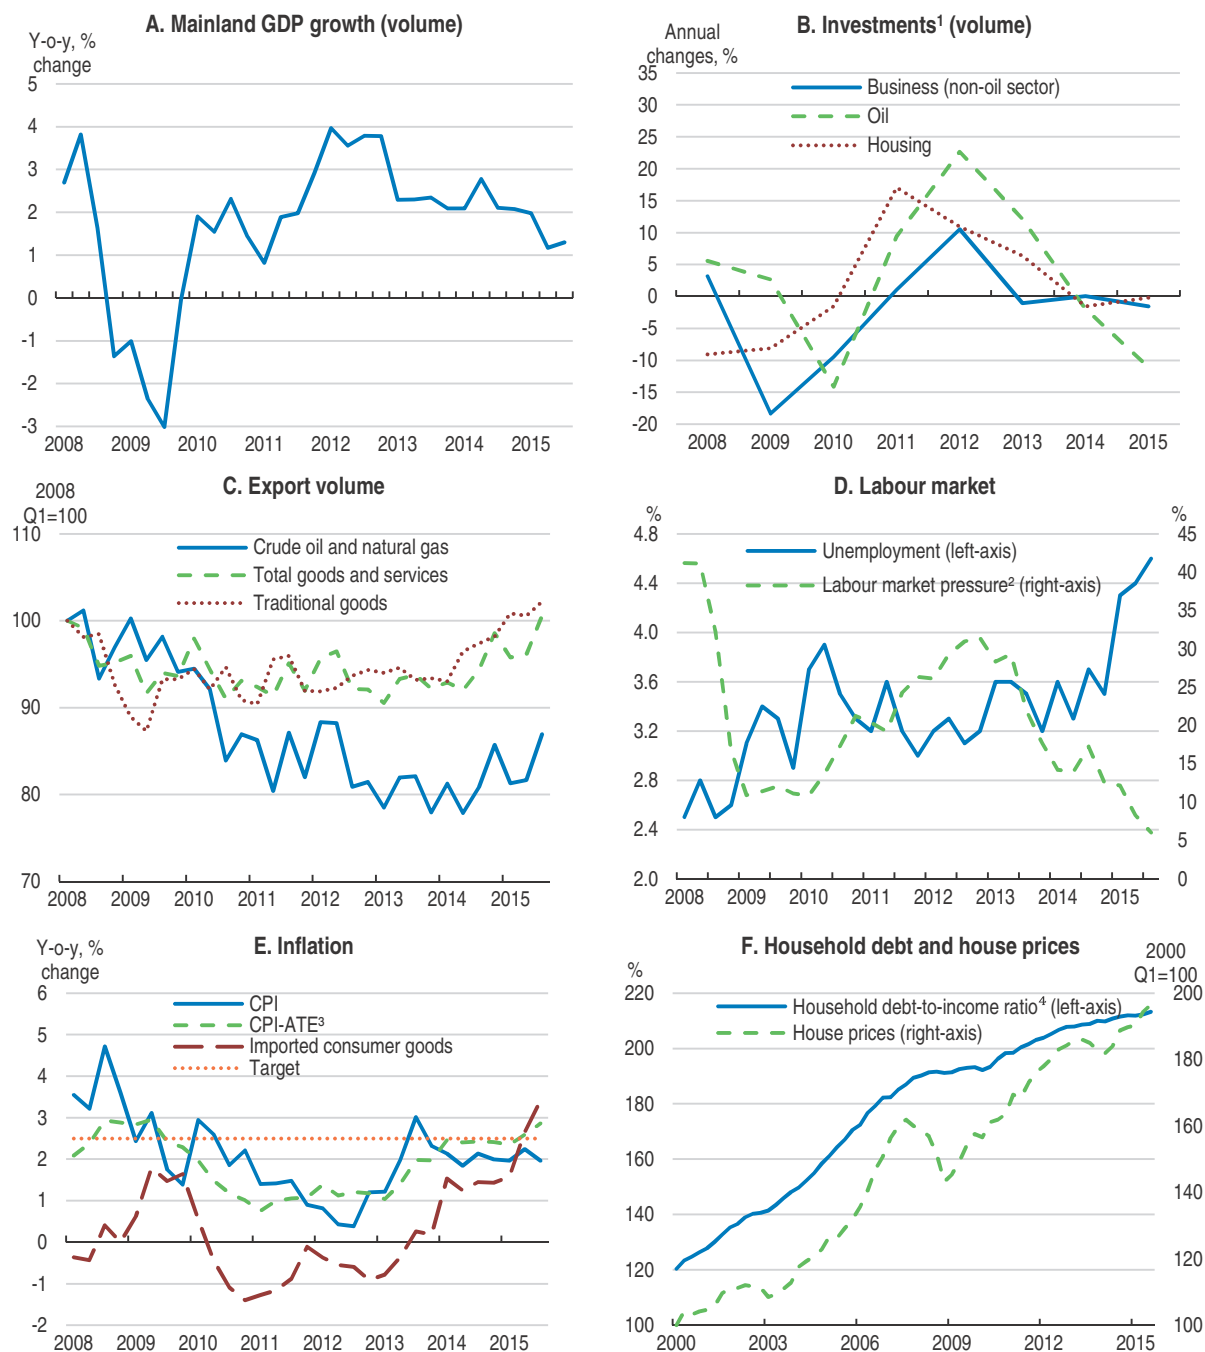 A. Mainland GDP growth (volume)
Y-o-y, %
change
5
4
3
2
1
0
-1
-2
-3
2008 2009 2010 2011 2012 2013 2014 2015
B. Investments¹ (volume)
Annual
changes, %
35
30
25
20
15
10
5
0
-5
-10
-15
-20
Business (non-oil sector)
Oil
Housing
2008 2009 2010 2011 2012 2013 2014 2015
C. Export volume
2008
Q1=100
110
100
90
80
70
Crude oil and natural gas
Total goods and services
Traditional goods
2008 2009 2010 2011 2012 2013 2014 2015
D. Labour market
%
4.8
4.4
4.0
3.6
3.2
2.8
2.4
2.0
Unemployment (left-axis)
Labour market pressure² (right-axis)
%
45
40
35
30
25
20
15
10
5
0
2008 2009 2010 2011 2012 2013 2014 2015
E. Inflation
Y-o-y, %
change
6
5
4
3
2
1
0
-1
-2
CPI
CPI-ATE³
Imported consumer goods
Target
2008 2009 2010 2011 2012 2013 2014 2015
F. Household debt and house prices
%
220
200
180
160
140
120
100
Household debt-to-income ratio⁴ (left-axis)
House prices (right-axis)
2000
Q1=100
200
180
160
140
120
100
2000 2003 2006 2009 2012 2015